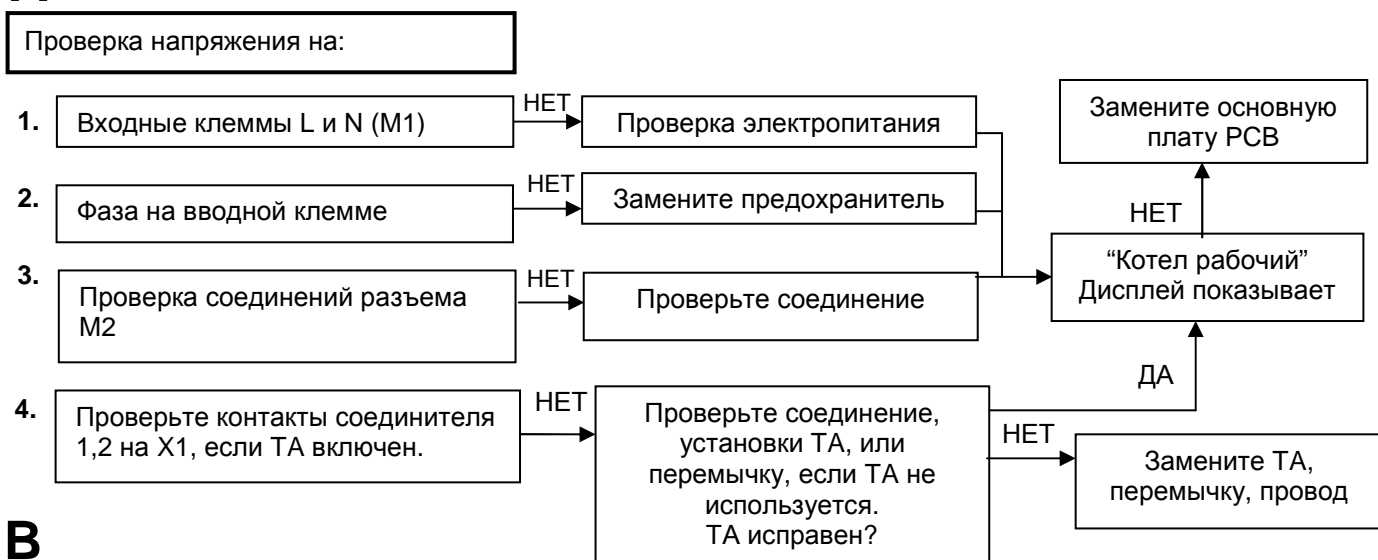 Проверка напряжения на:
1.
Входные клеммы L и N (M1)
НЕТ
Проверка электропитания
Замените основную
плату PCB
2.
Фаза на вводной клемме
НЕТ
Замените предохранитель
НЕТ
3.
Проверка соединений разъема
M2
НЕТ
Проверьте соединение
“Котел рабочий”
Дисплей показывает
ДА
4.
Проверьте контакты соединителя
1,2 на X1, если ТА включен.
НЕТ
Проверьте соединение,
установки ТА, или
перемычку, если ТА не
используется.
ТА исправен?
НЕТ
Замените ТА,
перемычку, провод
B